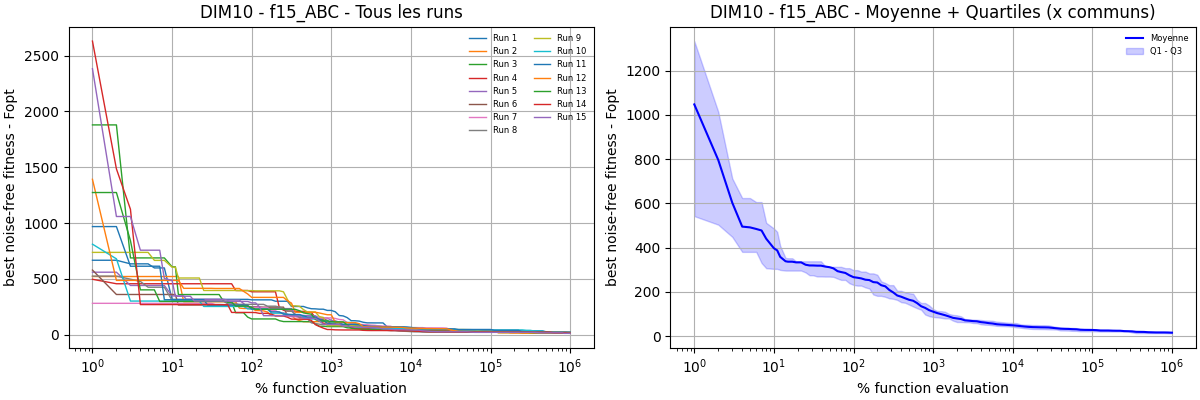 DIM10 - f15_ABC - Tous les runs
best noise-free fitness - Fopt
2500
2000
1500
1000
500
0
10⁰ 10¹ 10² 10³ 10⁴ 10⁵ 10⁶
% function evaluation
Run 1
Run 2
Run 3
Run 4
Run 5
Run 6
Run 7
Run 8
Run 9
Run 10
Run 11
Run 12
Run 13
Run 14
Run 15
DIM10 - f15_ABC - Moyenne + Quartiles (x communs)
best noise-free fitness - Fopt
1200
1000
800
600
400
200
0
10⁰ 10¹ 10² 10³ 10⁴ 10⁵ 10⁶
% function evaluation
Moyenne
Q1 - Q3